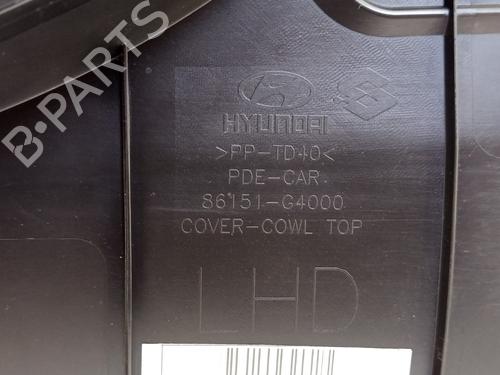 B-PARTS
HYUNDAI
>PP-TD40<
PDE-CAR
86151-G4000
COVER-COWL TOP
LHD